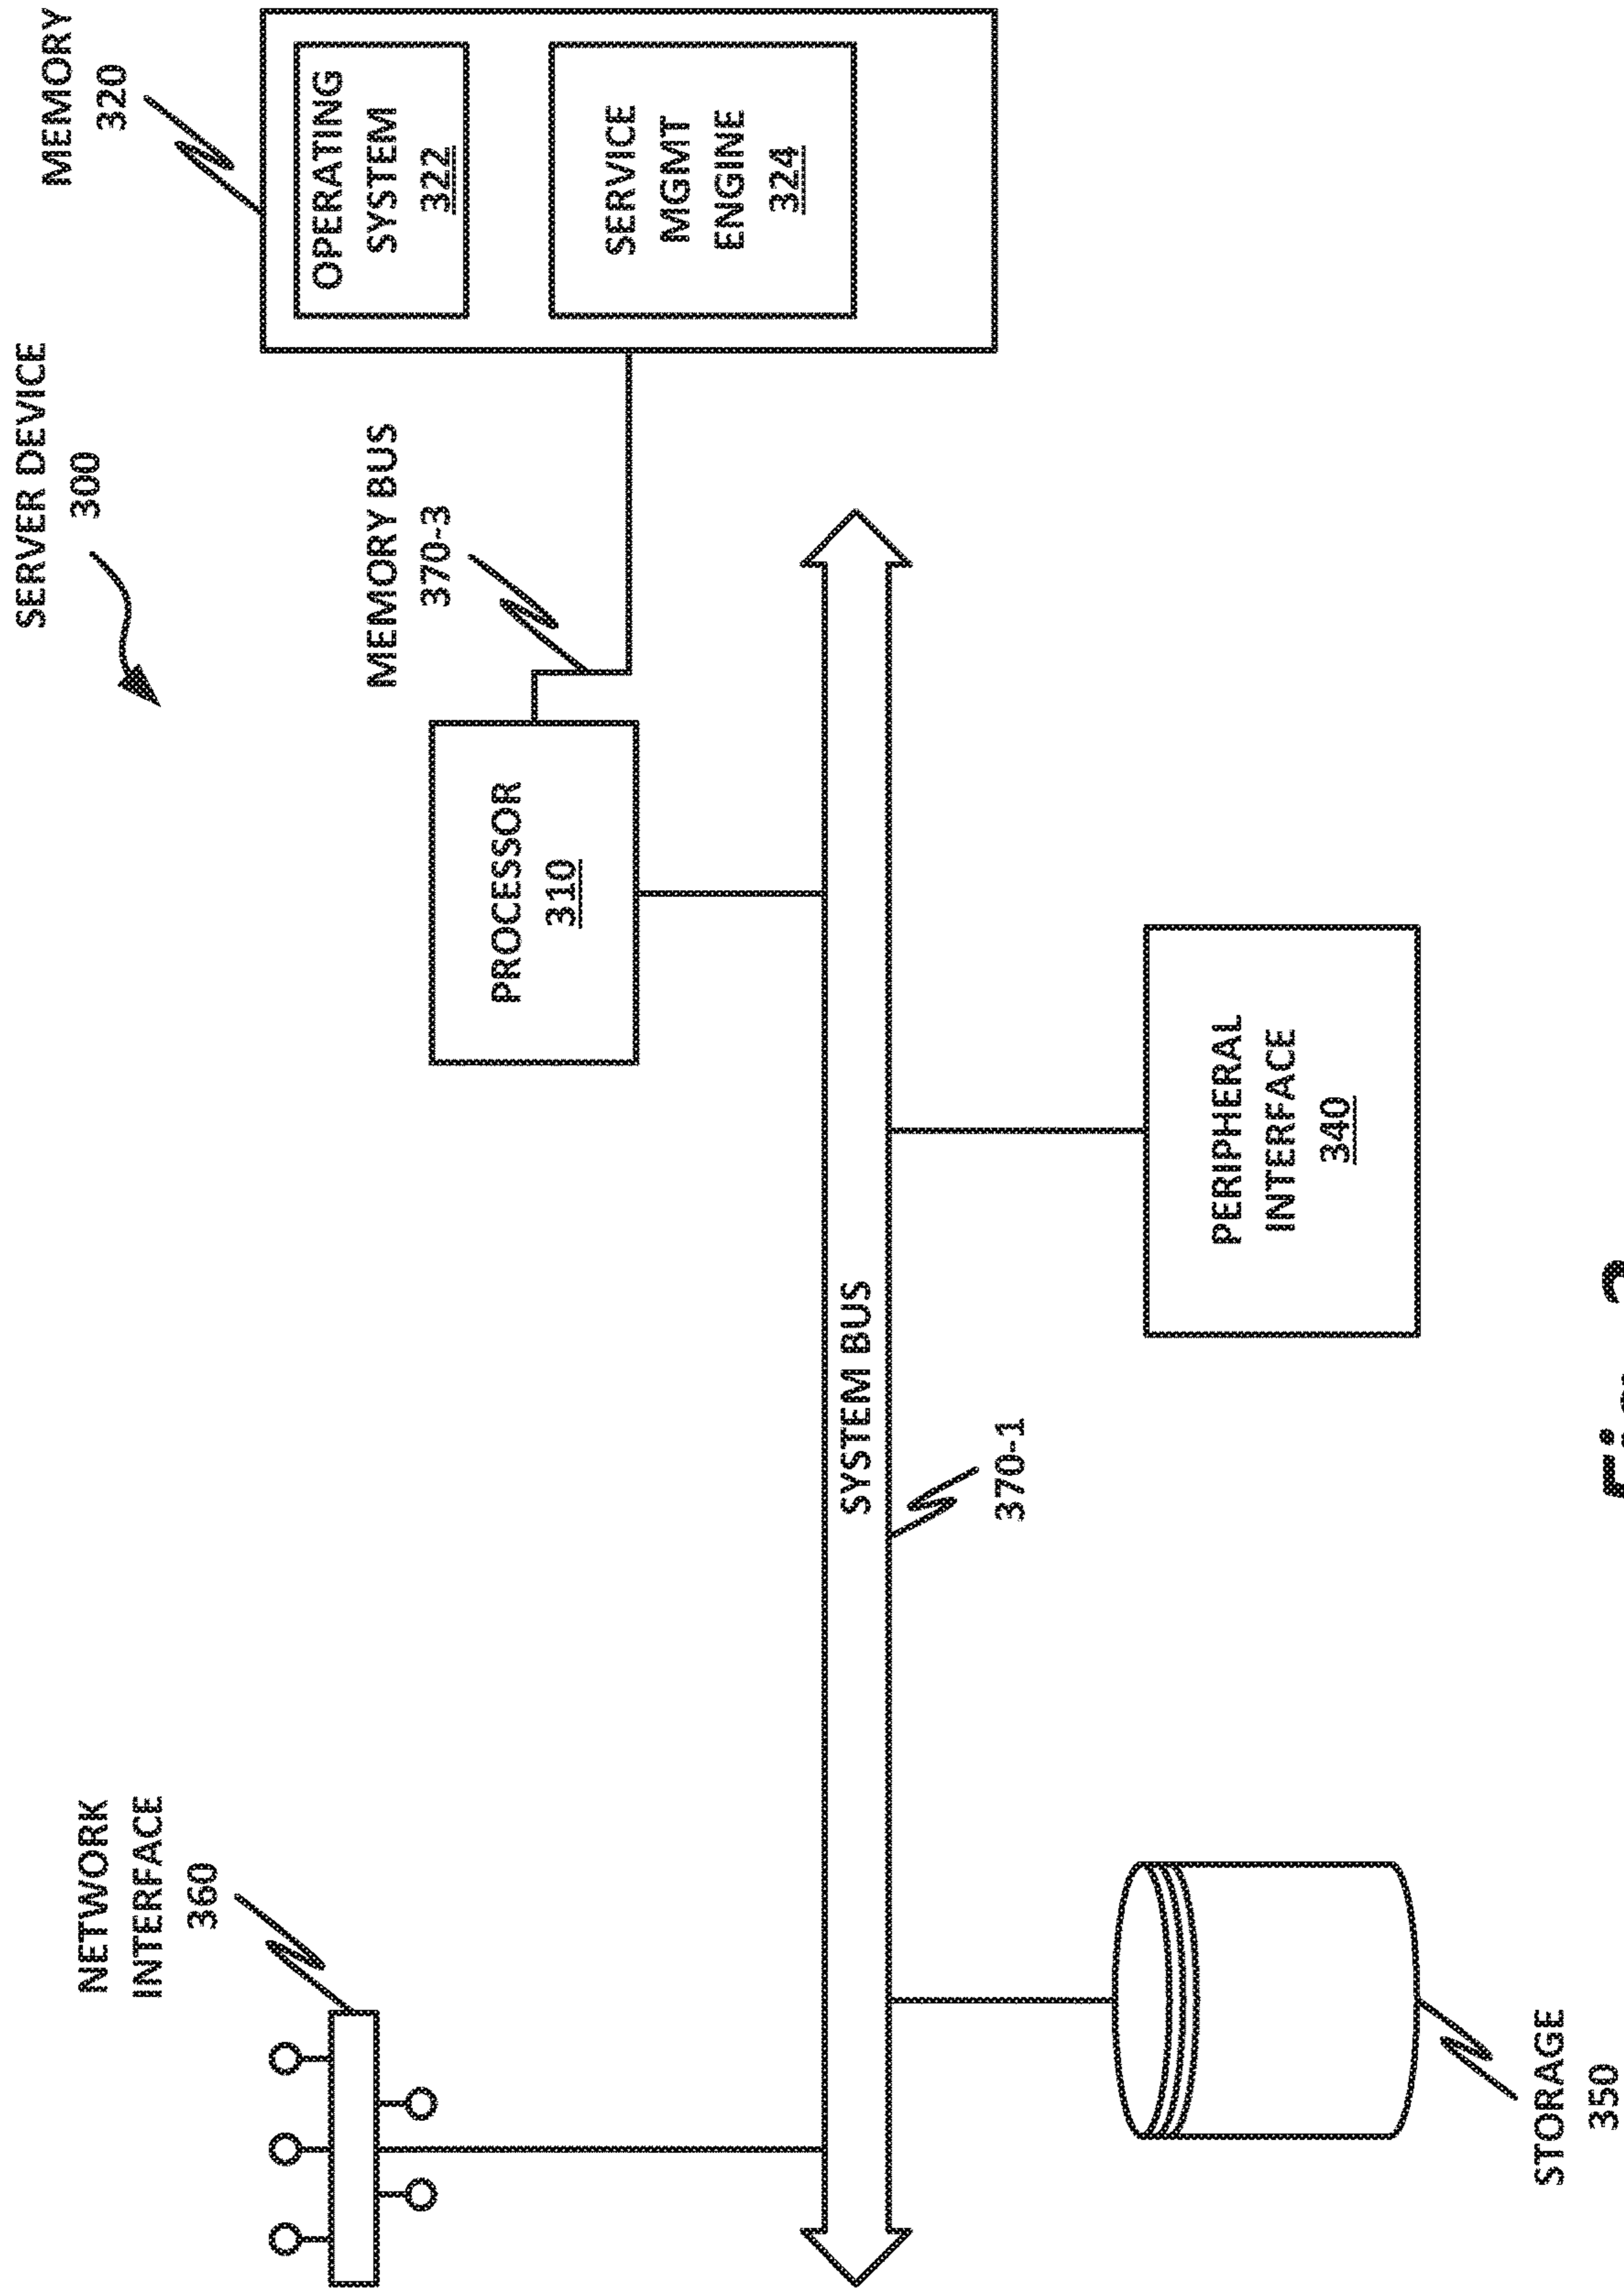 SERVER DEVICE
300
MEMORY
320
NETWORK
INTERFACE
360
MEMORY BUS
370-3
OPERATING
SYSTEM
322
PROCESSOR
310
SERVICE
MGMT
ENGINE
324
SYSTEM BUS
370-1
PERIPHERAL
INTERFACE
340
STORAGE
350